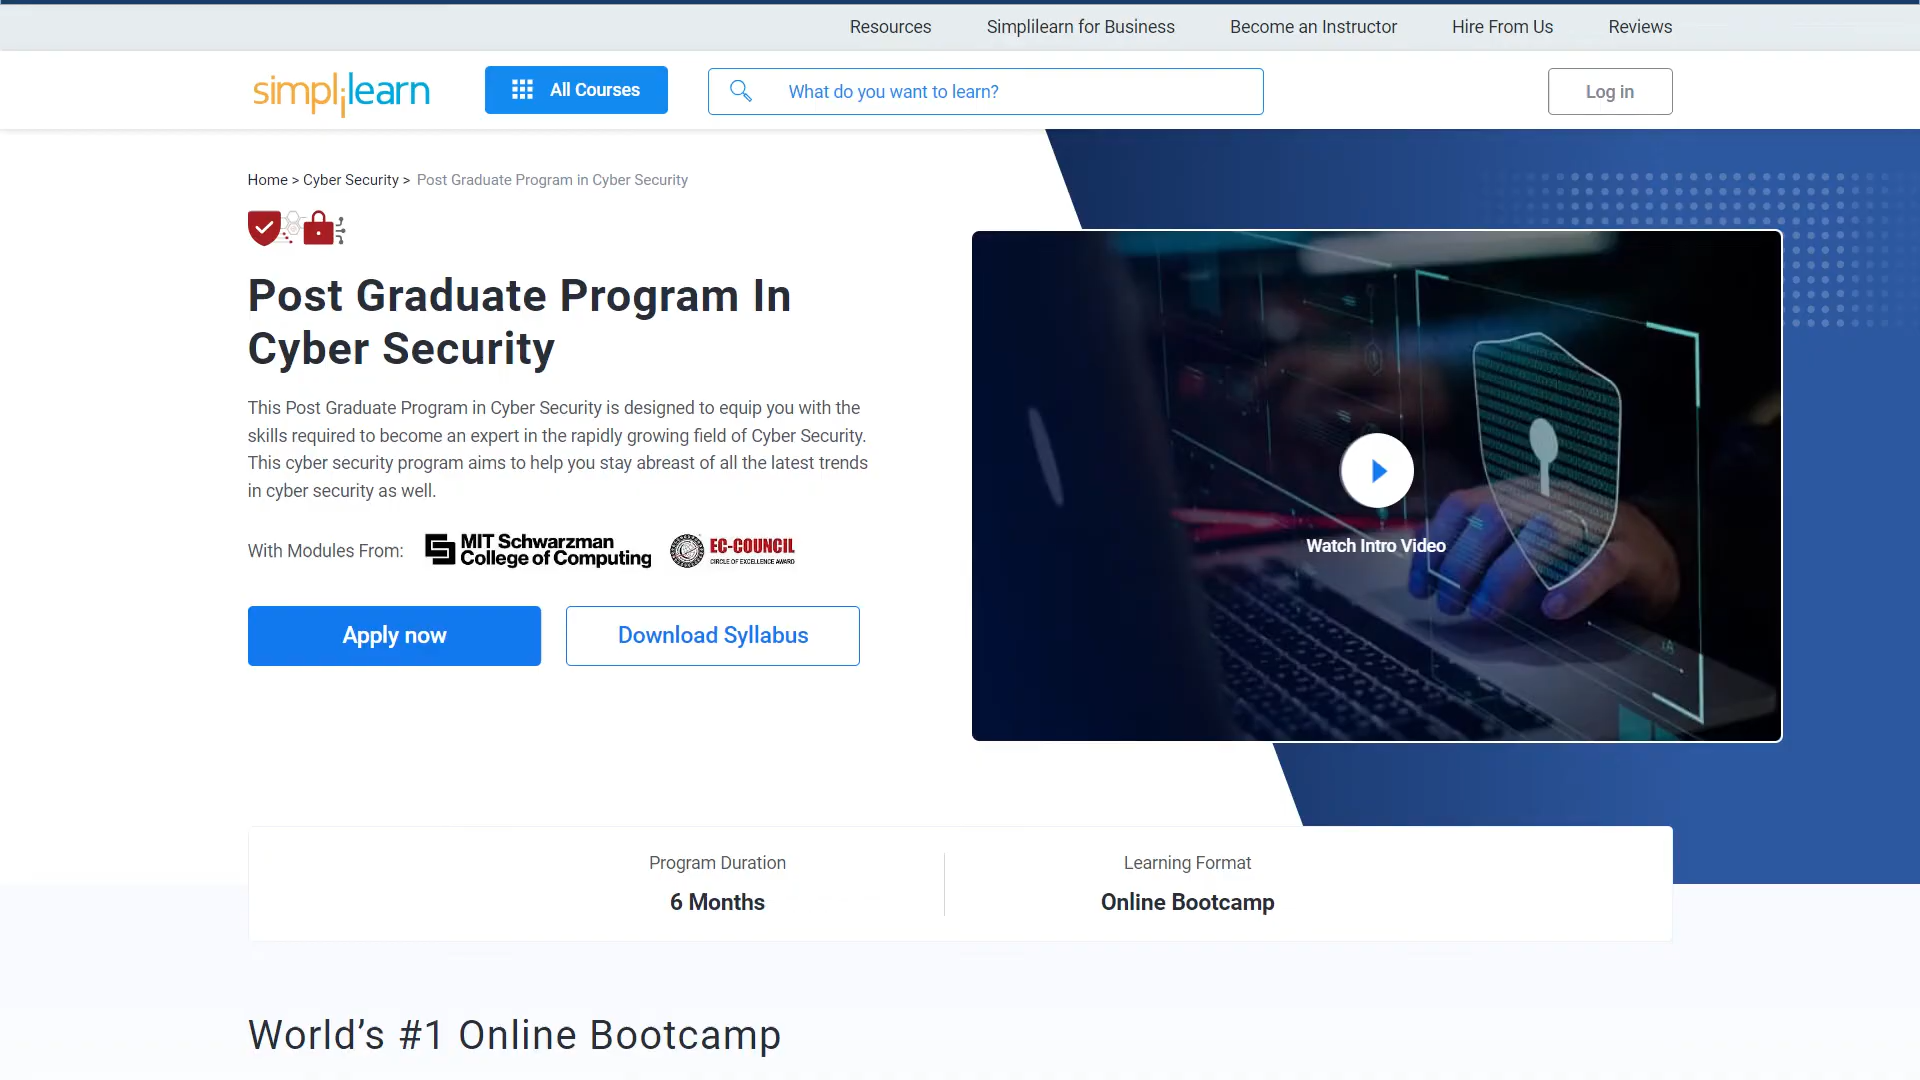 Resources Simplilearn for Business Become an Instructor Hire From Us Reviews
simplilearn All Courses What do you want to learn? Log in
Home > Cyber Security > Post Graduate Program in Cyber Security
Post Graduate Program In
Cyber Security
This Post Graduate Program in Cyber Security is designed to equip you with the
skills required to become an expert in the rapidly growing field of Cyber Security.
This cyber security program aims to help you stay abreast of all the latest trends
in cyber security as well.
With Modules From: MIT Schwarzman
College of Computing
EC-COUNCIL
CIRCLE OF EXCELLENCE AWARD
Apply now Download Syllabus
Watch Intro Video
Program Duration
6 Months
Learning Format
Online Bootcamp
World’s #1 Online Bootcamp